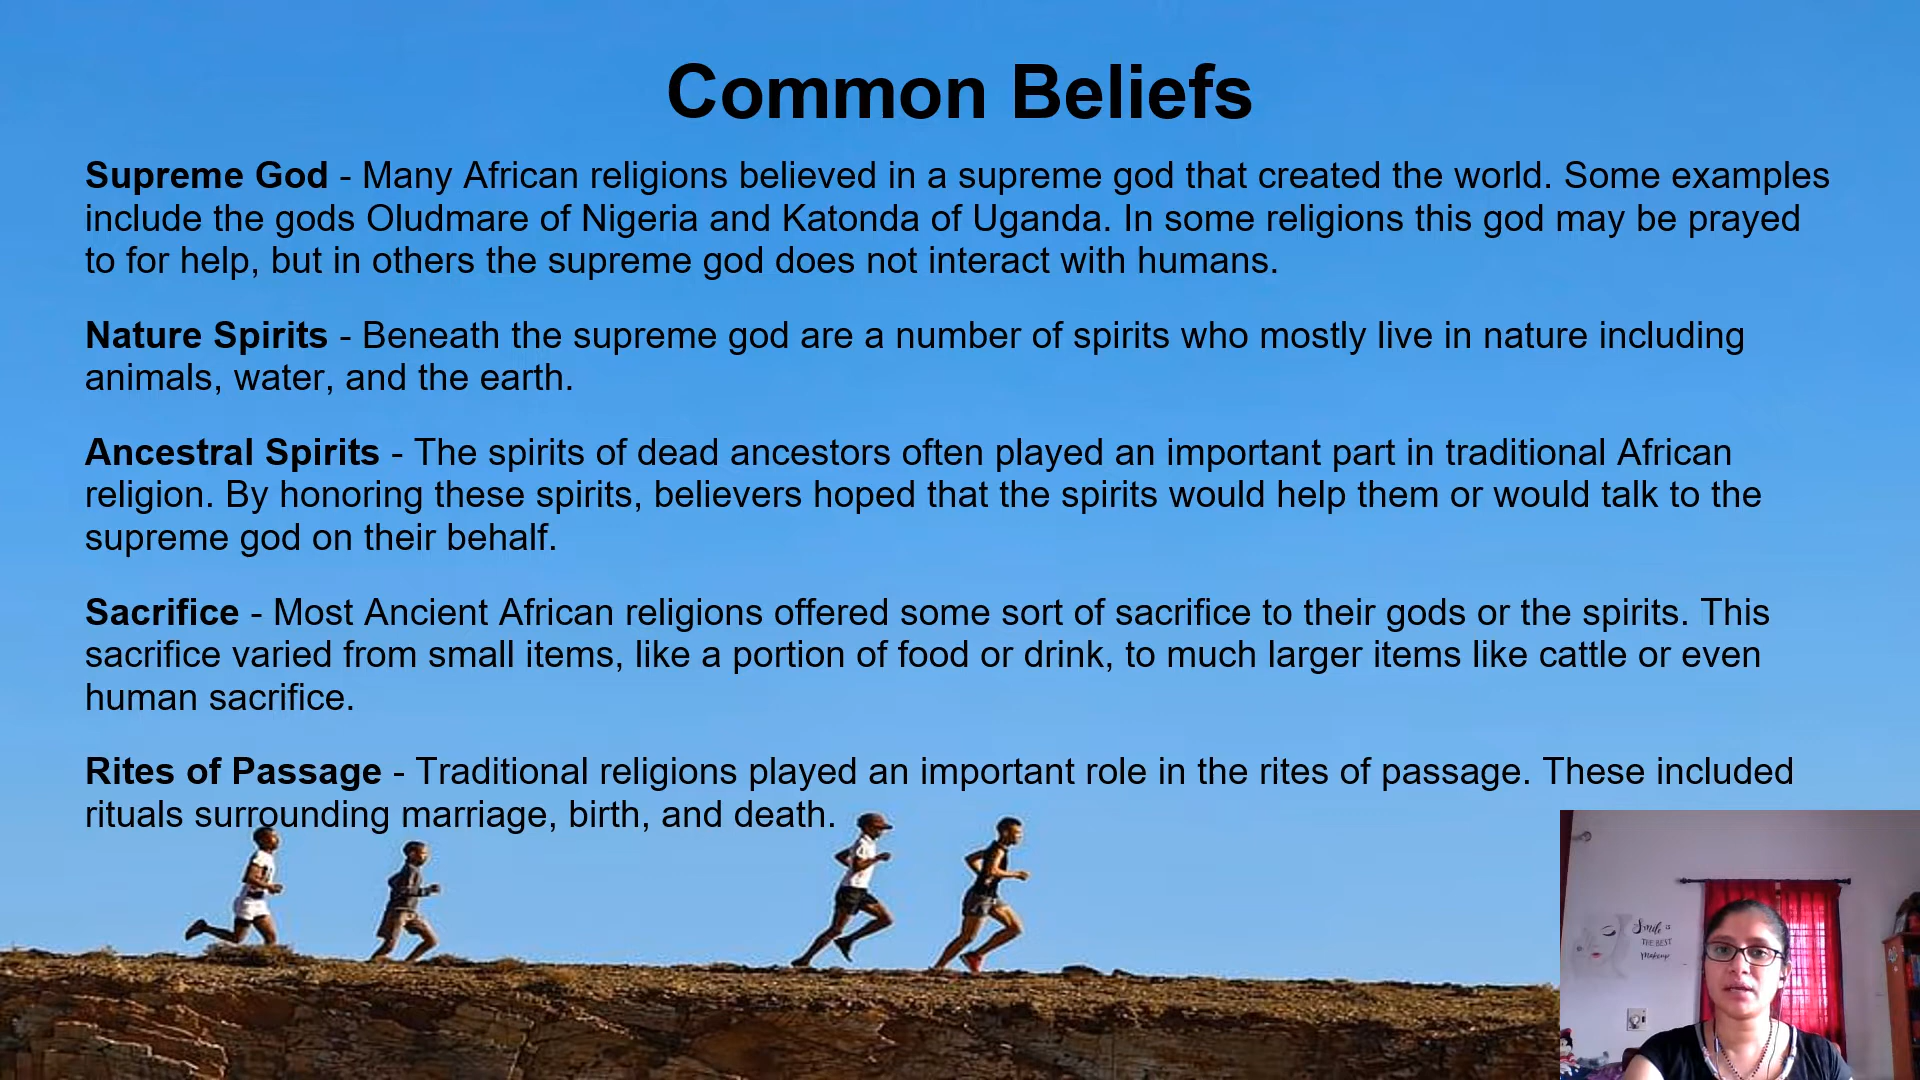 Common Beliefs
Supreme God - Many African religions believed in a supreme god that created the world. Some examples
include the gods Oludmare of Nigeria and Katonda of Uganda. In some religions this god may be prayed
to for help, but in others the supreme god does not interact with humans.
Nature Spirits - Beneath the supreme god are a number of spirits who mostly live in nature including
animals, water, and the earth.
Ancestral Spirits - The spirits of dead ancestors often played an important part in traditional African
religion. By honoring these spirits, believers hoped that the spirits would help them or would talk to the
supreme god on their behalf.
Sacrifice - Most Ancient African religions offered some sort of sacrifice to their gods or the spirits. This
sacrifice varied from small items, like a portion of food or drink, to much larger items like cattle or even
human sacrifice.
Rites of Passage - Traditional religions played an important role in the rites of passage. These included
rituals surrounding marriage, birth, and death.
Smile is
THE BEST
Makeup